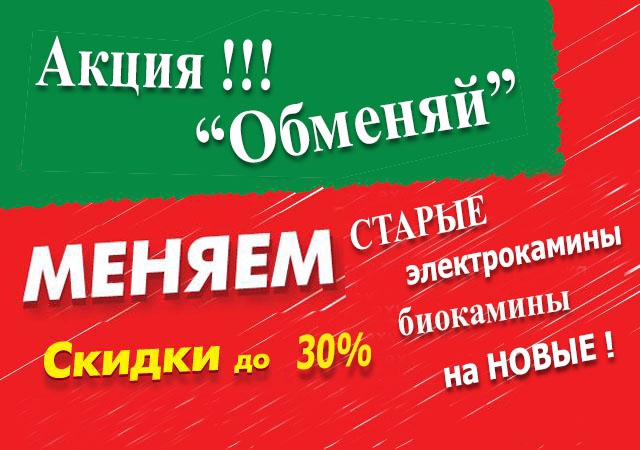 Акция !!!
“Обменяй”
МЕНЯЕМ СТАРЫЕ
электрокамины
биокамины
Скидки до 30%
на НОВЫЕ !